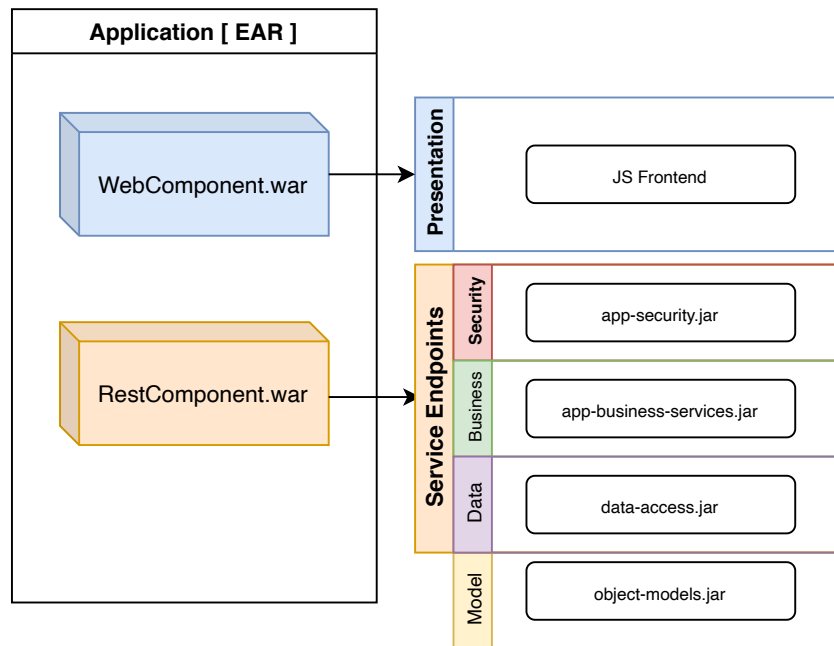 Application [ EAR ]
WebComponent.war
RestComponent.war
Presentation
JS Frontend
Service Endpoints
Security
app-security.jar
Business
app-business-services.jar
Data
data-access.jar
Model
object-models.jar